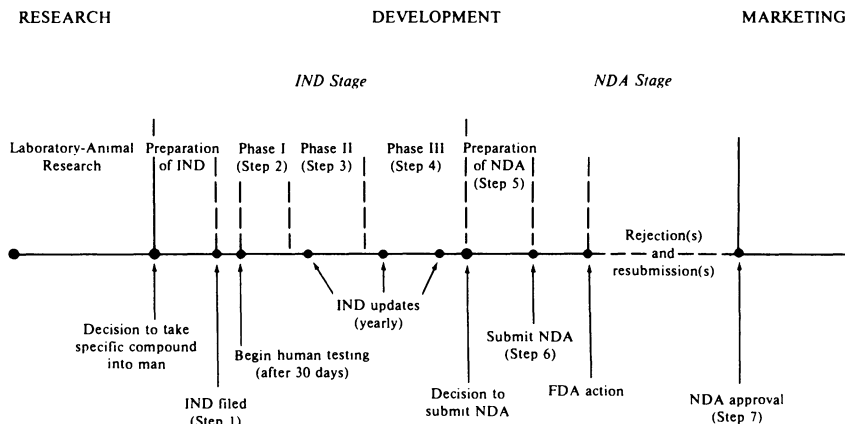 RESEARCH
DEVELOPMENT
MARKETING
IND Stage
NDA Stage
Laboratory-Animal
Research
Preparation
of IND
Phase I
(Step 2)
Phase II
(Step 3)
Phase III
(Step 4)
Preparation
of NDA
(Step 5)
Rejection(s)
and
resubmission(s)
IND updates
(yearly)
Decision to take
specific compound
into man
Begin human testing
(after 30 days)
Submit NDA
(Step 6)
IND filed
(Step 1)
Decision to
submit NDA
FDA action
NDA approval
(Step 7)